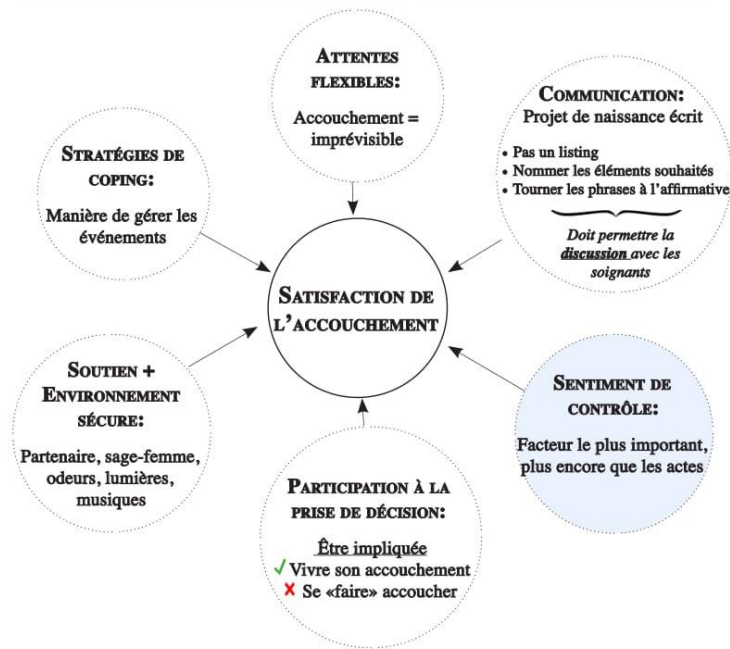 ATTENTES
FLEXIBLES:
Accouchement =
imprévisible
COMMUNICATION:
Projet de naissance écrit
• Pas un listing
• Nommer les éléments souhaités
• Tourner les phrases à l'affirmative
Doit permettre la
discussion avec les
soignants
STRATÉGIES DE
COPING:
Manière de gérer les
événements
SATISFACTION DE
L'ACCOUCHEMENT
SOUTIEN +
ENVIRONNEMENT
SÉCURE:
Partenaire, sage-femme,
odeurs, lumières,
musiques
SENTIMENT DE
CONTRÔLE:
Facteur le plus important,
plus encore que les actes
PARTICIPATION À LA
PRISE DE DÉCISION:
Être impliquée
✓ Vivre son accouchement
✗ Se «faire» accoucher